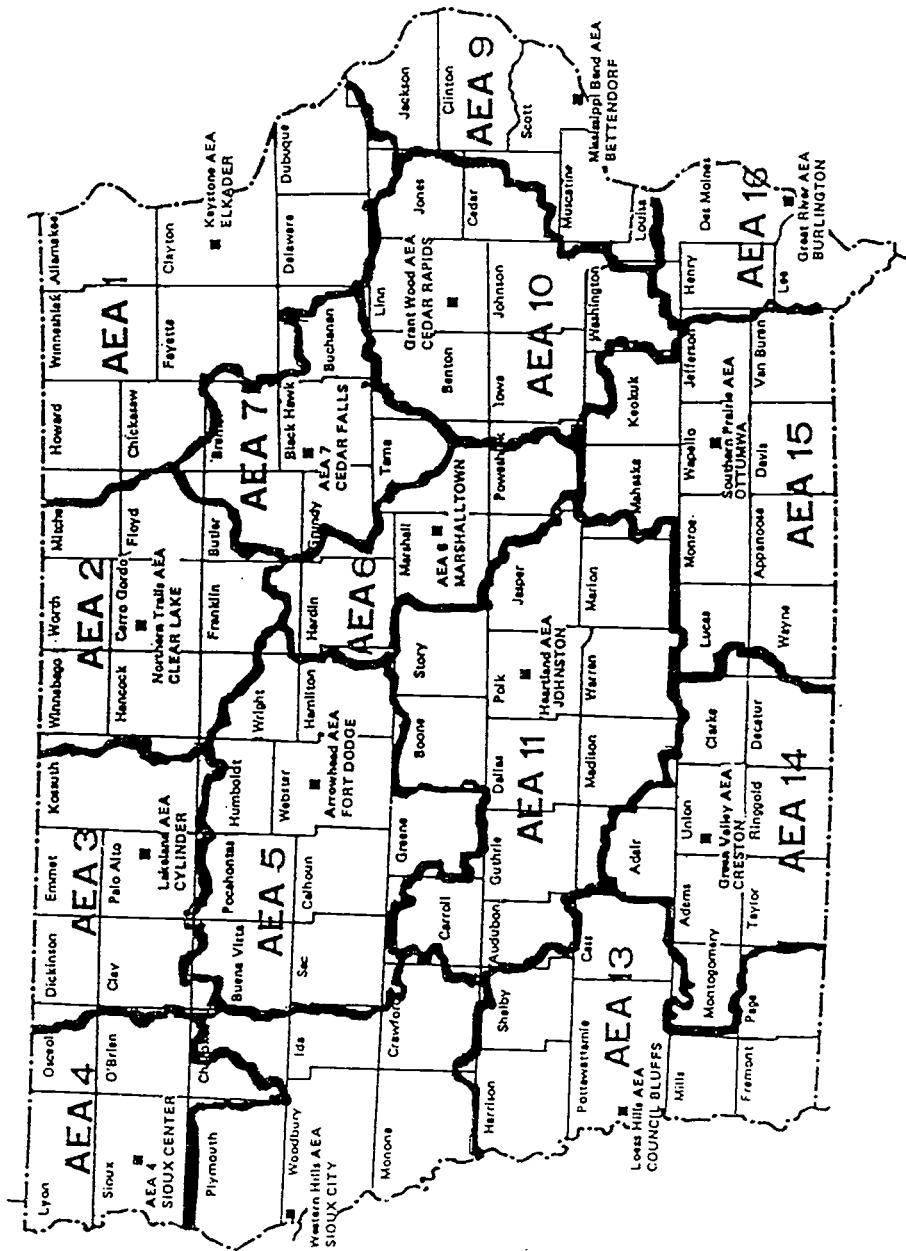 Lyon
Osceol
Dickinson
Emmet
Kossuth
Winnebago
Worth
Mitche
Howard
Winneshiek
Allamakee
AEA 4
AEA 3
AEA 2
AEA 1
Sioux
O'Brien
Clay
Palo Alto
Hancock
Cerro Gordo
Floyd
Chickasaw
Fayette
Clayton
AEA 4
SIOUX CENTER
Lakeland AEA
CYLINDER
Northern Trails AEA
CLEAR LAKE
Keystone AEA
ELKADER
Plymouth
Buena Vista
Pocahontas
Humboldt
Wright
Franklin
Butler
AEA 5
AEA 7
Woodbury
Ida
Sac
Calhoun
Webster
Hamilton
Hardin
Grundy
Black Hawk
Buchanan
Delaware
Dubuque
Western Hills AEA
SIOUX CITY
Arrowhead AEA
FORT DODGE
AEA 6
AEA 7
CEDAR FALLS
Monona
Crawford
Carroll
Greene
Boone
Story
Marshall
Tama
Benton
Linn
Jones
Jackson
AEA 6
MARSHALLTOWN
Grant Wood AEA
CEDAR RAPIDS
Clinton
AEA 9
Harrison
Shelby
Audubon
Guthrie
Dallas
Polk
Jasper
Poweshiek
Iowa
Johnson
Cedar
Scott
AEA 11
Heartland AEA
JOHNSTON
AEA 10
Muscatine
Mississippi Bend AEA
BETTENDORF
Pottawattamie
Cass
Adair
Madison
Warren
Marion
Mahaska
Keokuk
Washington
Louisa
AEA 13
Loess Hills AEA
COUNCIL BLUFFS
Mills
Montogomery
Adams
Union
Clarke
Lucas
Monroe
Wapello
Jefferson
Henry
Des Moines
Green Valley AEA
CRESTON
Southern Prairie AEA
OTTUMWA
AEA 16
Fremont
Page
Taylor
Ringgold
Decatur
Wayne
Appanoose
Davis
Van Buren
Lee
AEA 14
AEA 15
Great River AEA
BURLINGTON